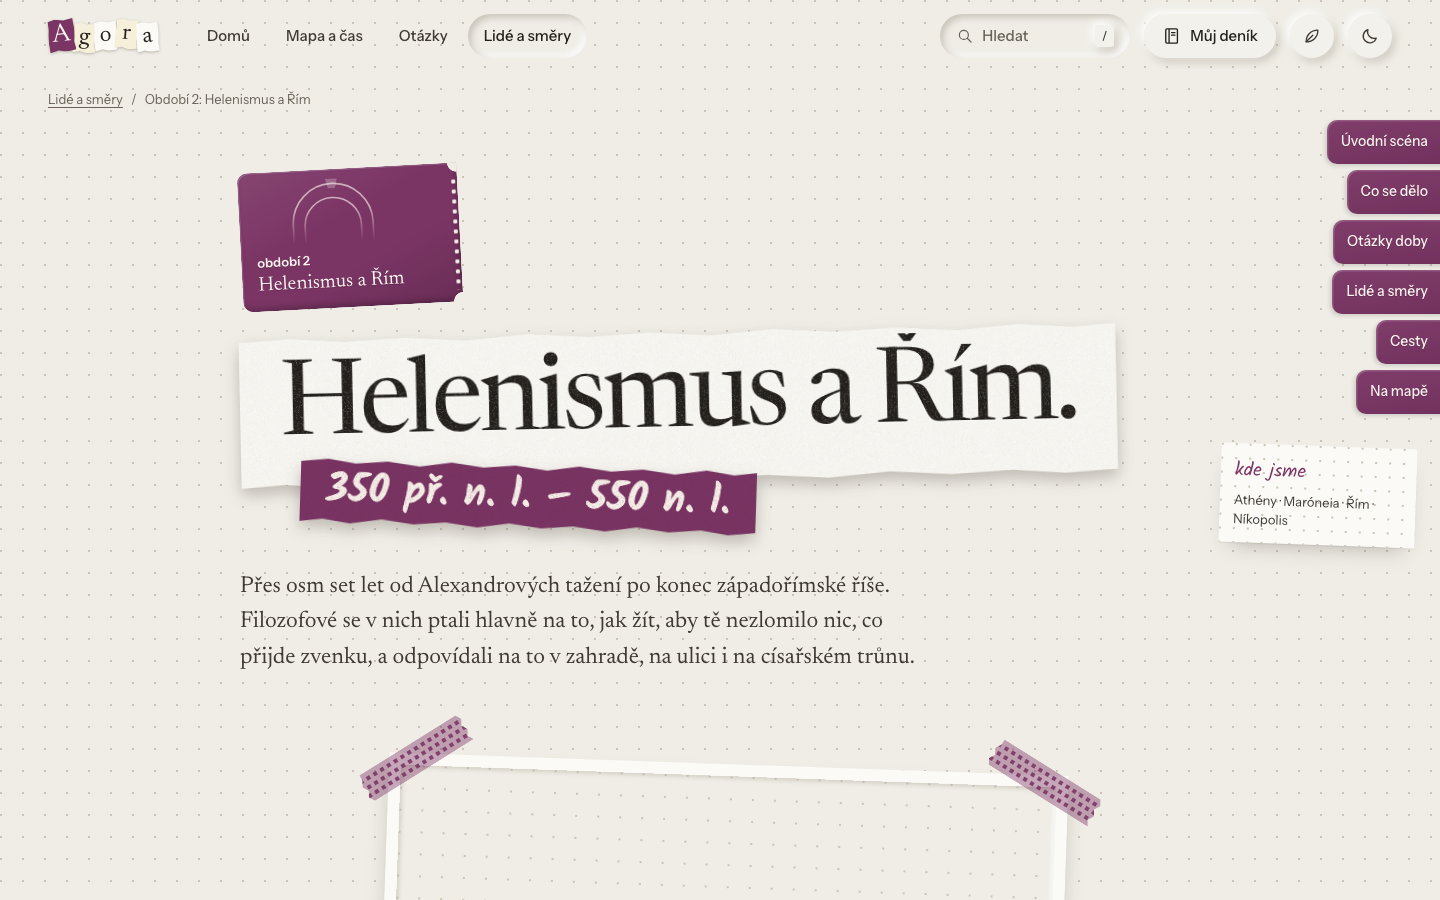 Agora
Domů
Mapa a čas
Otázky
Lidé a směry
Hledat
/
Můj deník
Lidé a směry / Období 2: Helenismus a Řím
Úvodní scéna
Co se dělo
Otázky doby
Lidé a směry
Cesty
Na mapě
období 2
Helenismus a Řím
Helenismus a Řím.
350 př. n. l. – 550 n. l.
kde jsme
Athény · Maróneia · Řím ·
Níkopolis
Přes osm set let od Alexandrových tažení po konec západořímské říše.
Filozofové se v nich ptali hlavně na to, jak žít, aby tě nezlomilo nic, co
přijde zvenku, a odpovídali na to v zahradě, na ulici i na císařském trůnu.